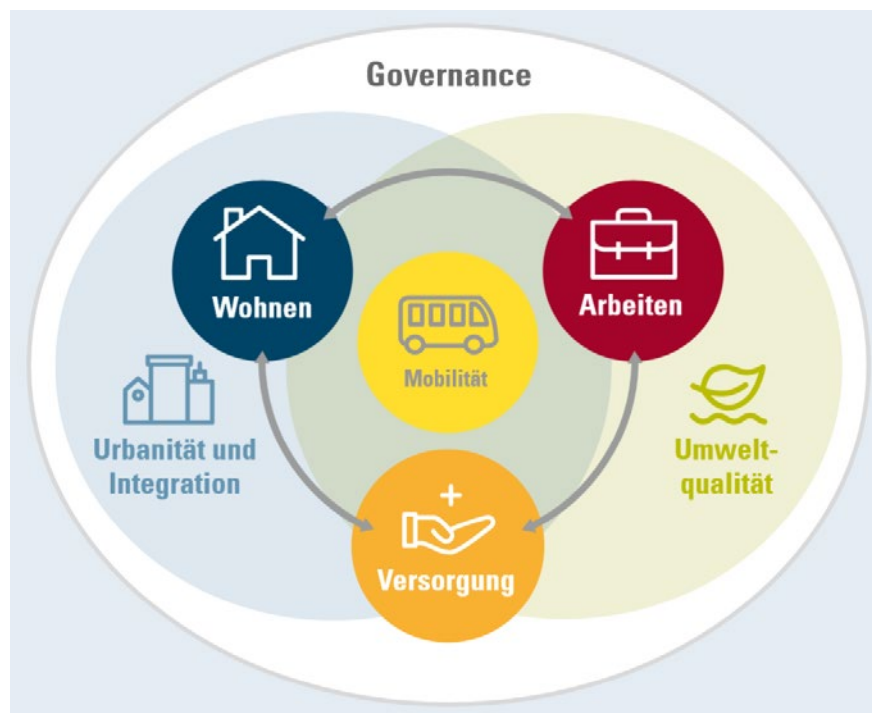 Governance
Wohnen
Arbeiten
Mobilität
Urbanität und
Integration
Umwelt-
qualität
Versorgung